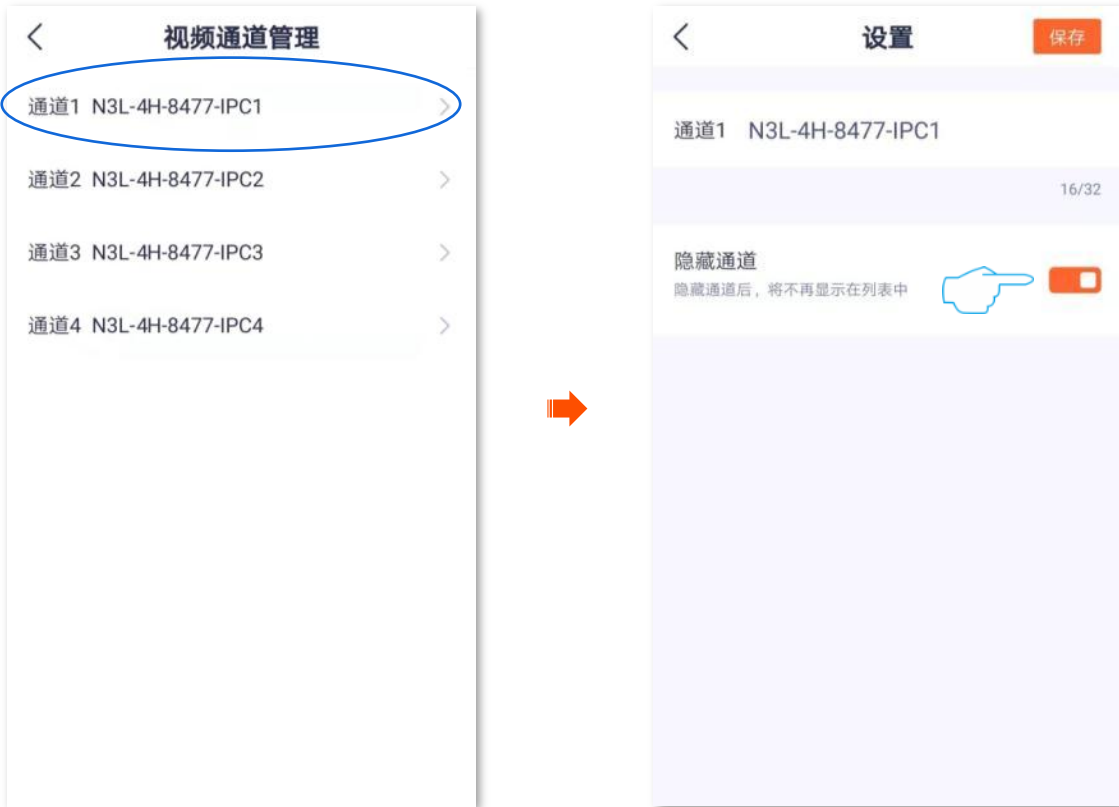 视频通道管理
通道1 N3L-4H-8477-IPC1
通道2 N3L-4H-8477-IPC2
通道3 N3L-4H-8477-IPC3
通道4 N3L-4H-8477-IPC4
设置
保存
通道1 N3L-4H-8477-IPC1
16/32
隐藏通道
隐藏通道后，将不再显示在列表中